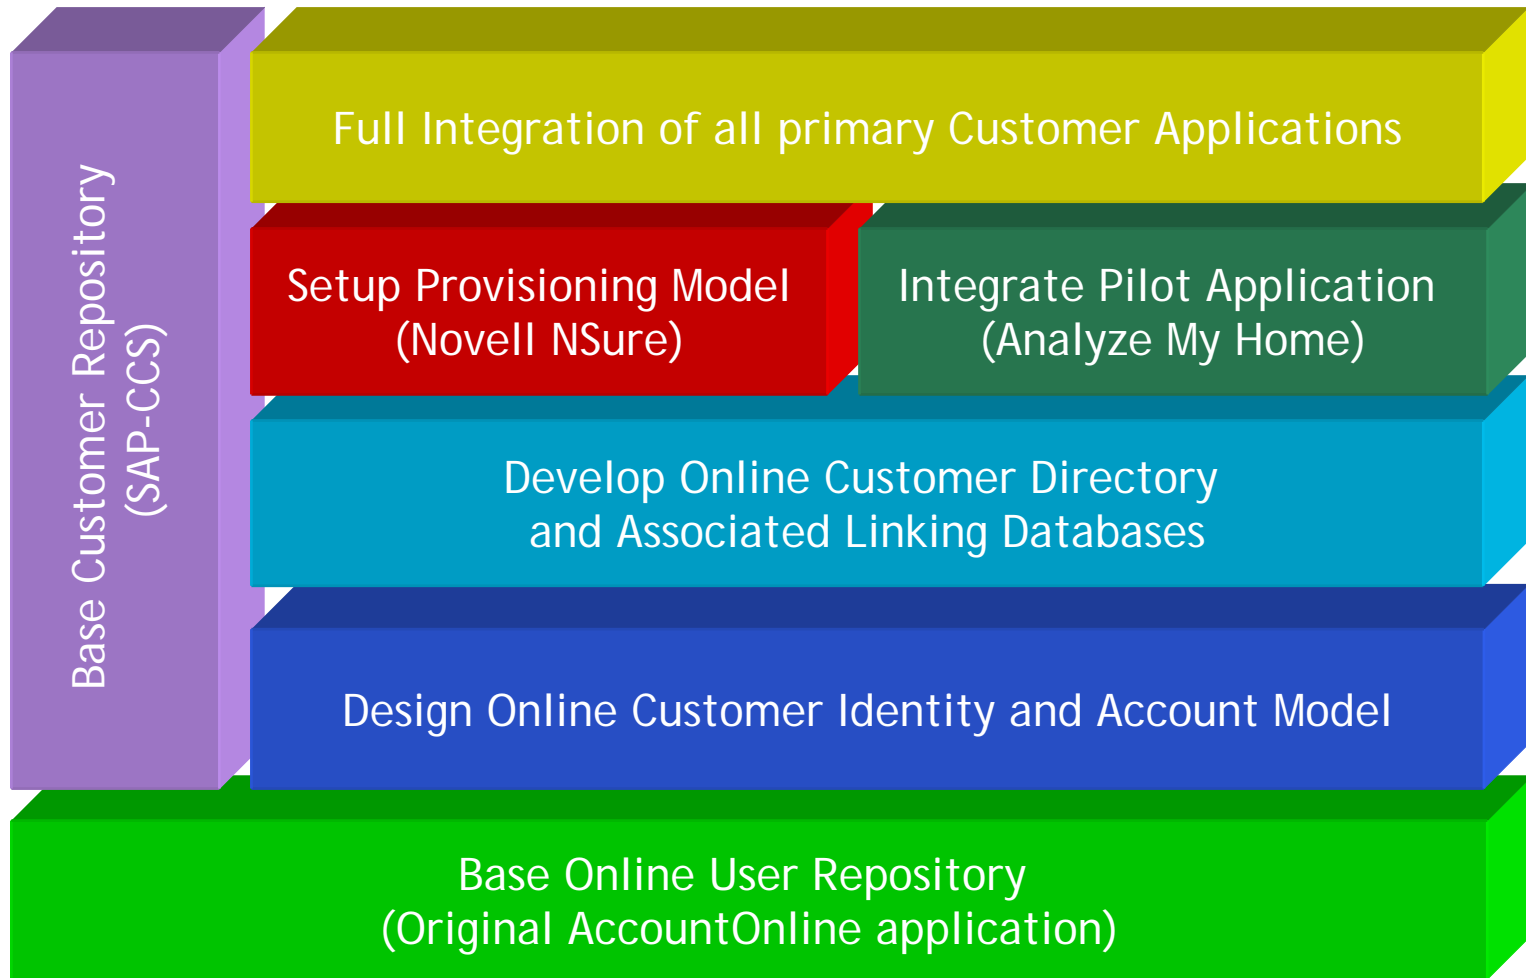 Base Customer Repository
(SAP-CCS)
Full Integration of all primary Customer Applications
Setup Provisioning Model
(Novell NSure)
Integrate Pilot Application
(Analyze My Home)
Develop Online Customer Directory
and Associated Linking Databases
Design Online Customer Identity and Account Model
Base Online User Repository
(Original AccountOnline application)